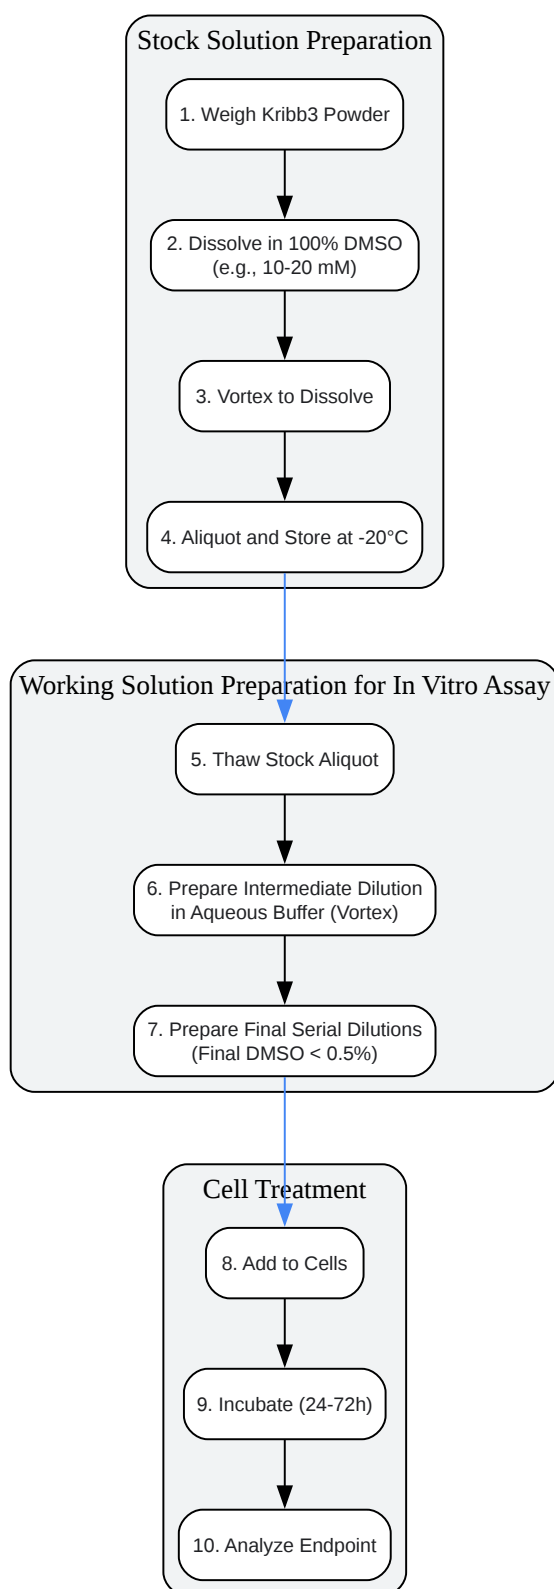 Stock Solution Preparation
1. Weigh Kribb3 Powder
2. Dissolve in 100% DMSO
(e.g., 10-20 mM)
3. Vortex to Dissolve
4. Aliquot and Store at -20°C
Working Solution Preparation for In Vitro Assay
5. Thaw Stock Aliquot
6. Prepare Intermediate Dilution
in Aqueous Buffer (Vortex)
7. Prepare Final Serial Dilutions
(Final DMSO < 0.5%)
Cell Treatment
8. Add to Cells
9. Incubate (24-72h)
10. Analyze Endpoint